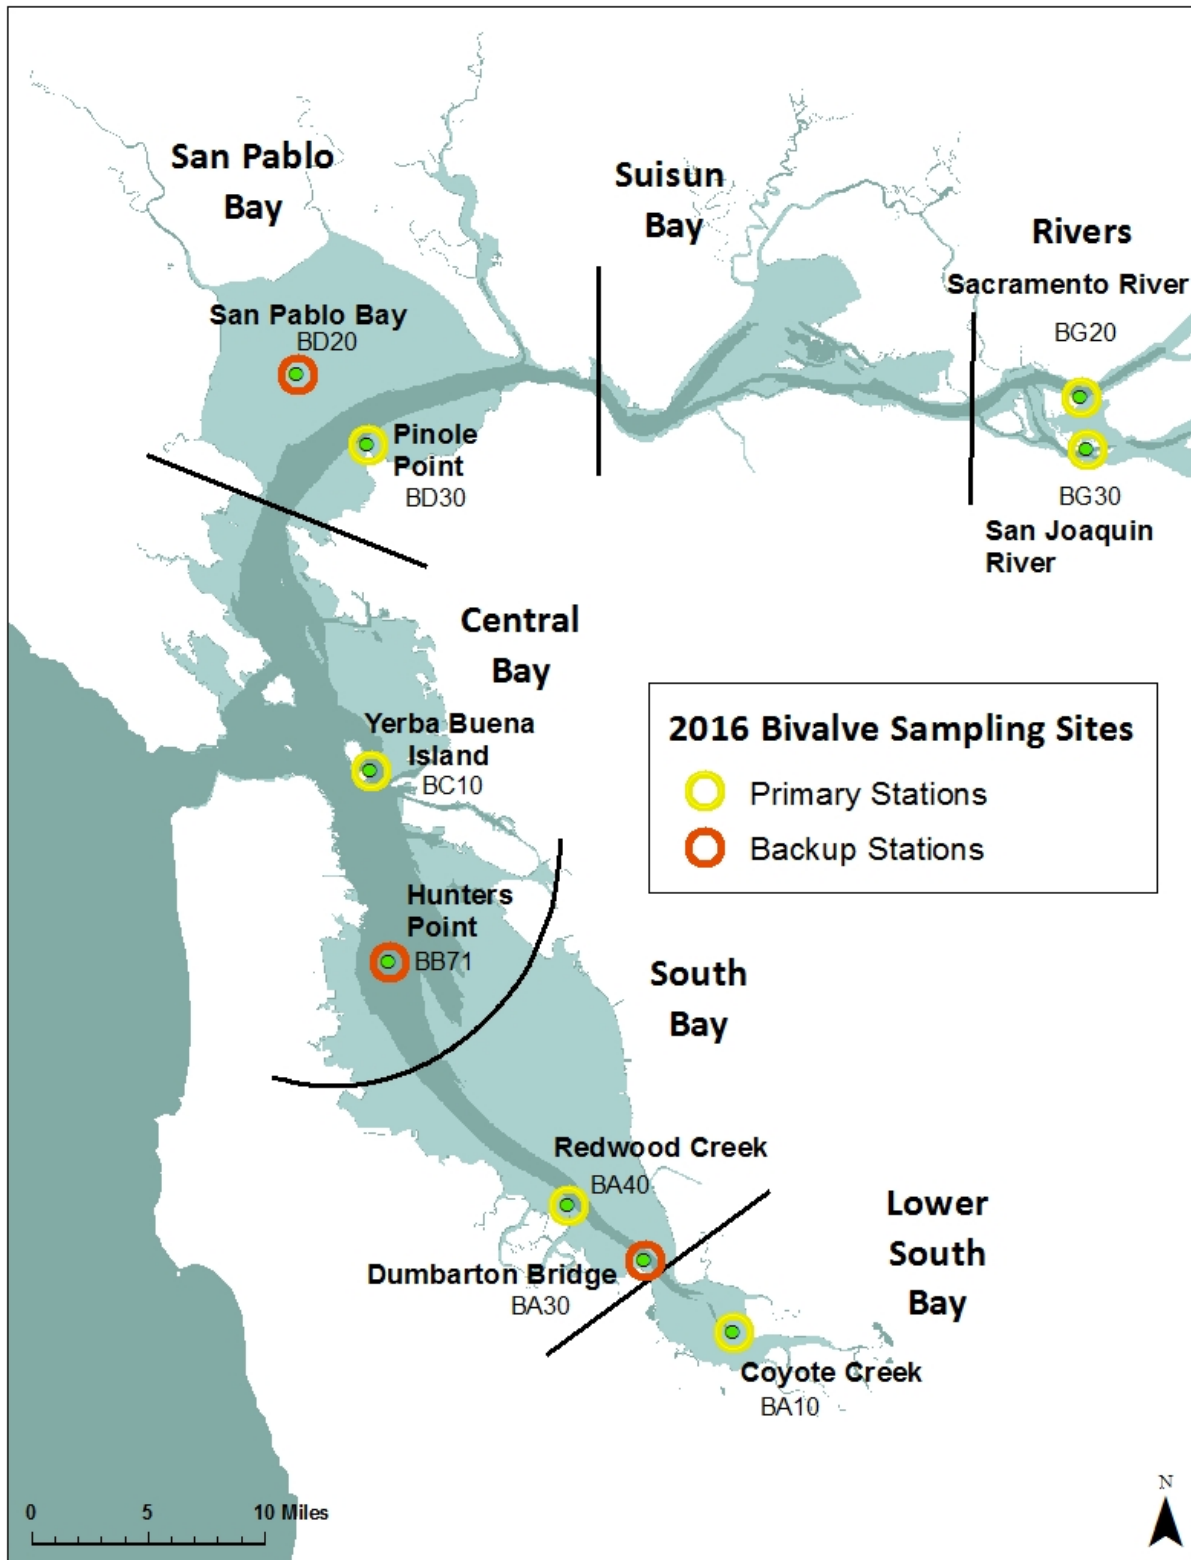 San Pablo
Bay
Suisun
Bay
Rivers
Sacramento River
BG20
San Pablo Bay
BD20
Pinole
Point
BD30
BG30
San Joaquin
River
Central
Bay
Yerba Buena
Island
BC10
2016 Bivalve Sampling Sites
Primary Stations
Backup Stations
Hunters
Point
BB71
South
Bay
Redwood Creek
BA40
Lower
South
Bay
Dumbarton Bridge
BA30
Coyote Creek
BA10
0 5 10 Miles
N